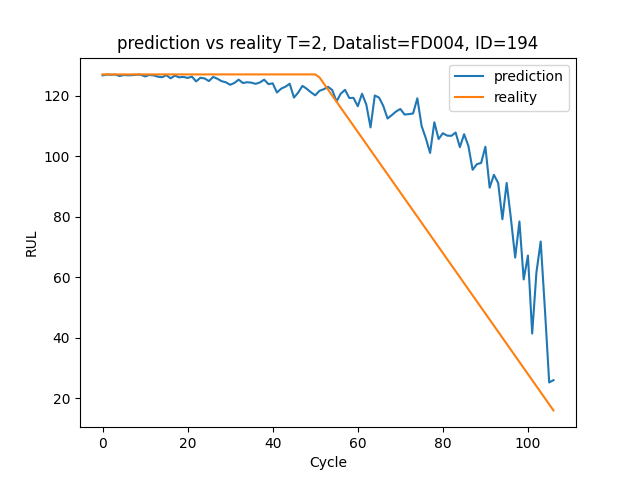 prediction vs reality T=2, Datalist=FD004, ID=194
prediction
reality
RUL
120
100
80
60
40
20
0 20 40 60 80 100
Cycle